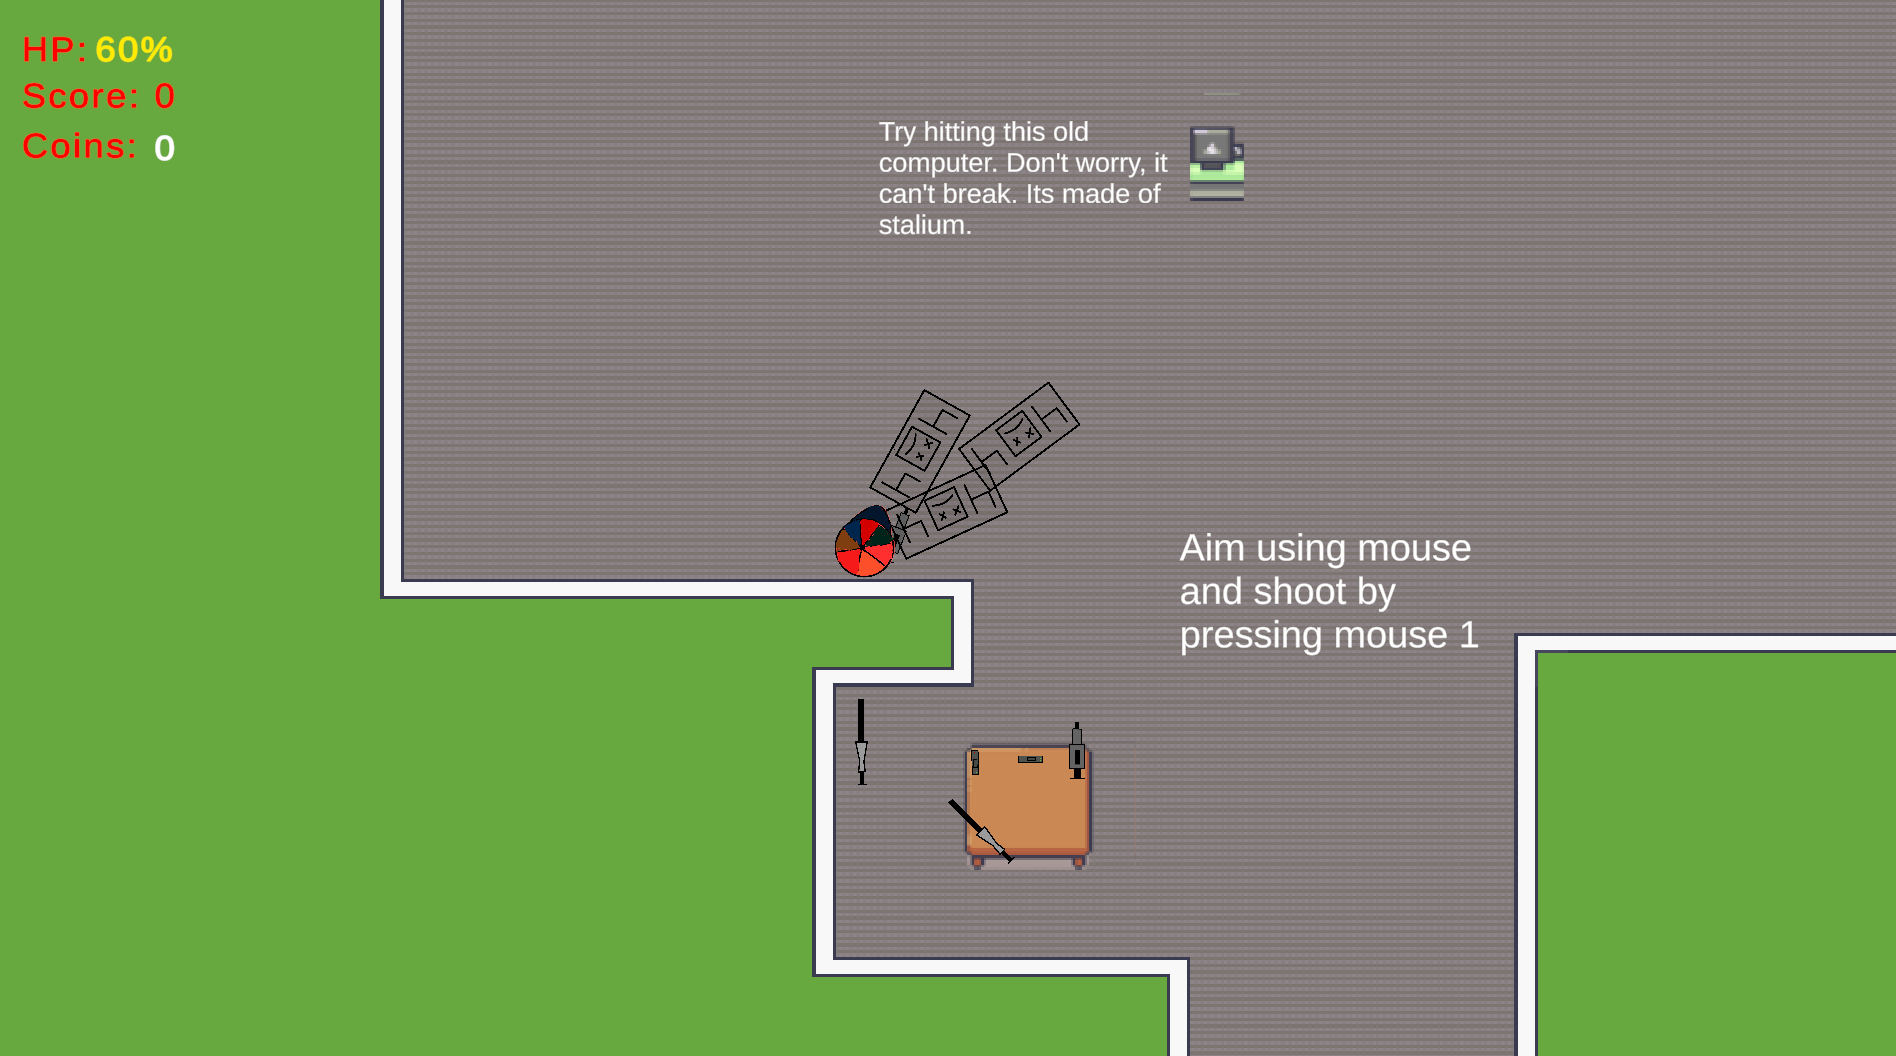 HP: 60%
Score: 0
Coins: 0
Try hitting this old
computer. Don't worry, it
can't break. Its made of
stalium.
Aim using mouse
and shoot by
pressing mouse 1